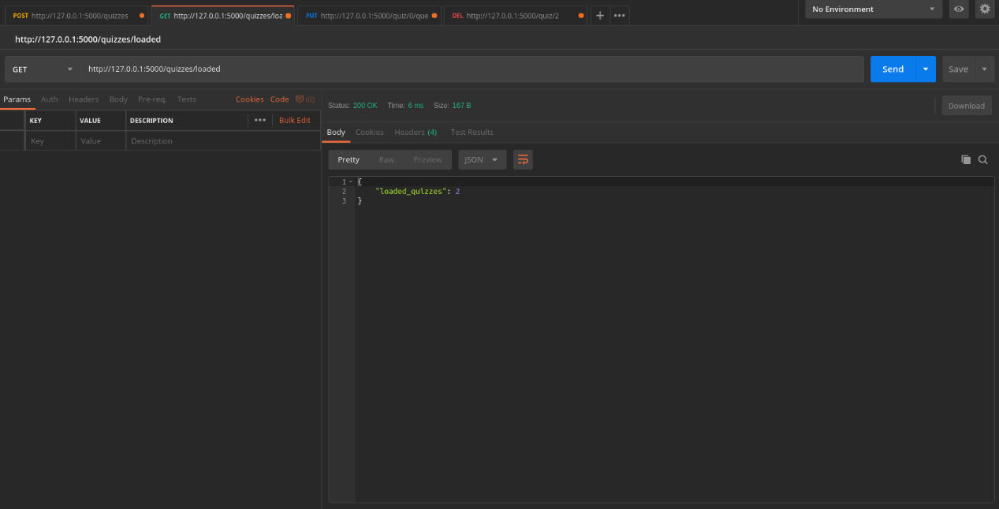 POST http://127.0.0.1:5000/quizzes GET http://127.0.0.1:5000/quizzes/loa PUT http://127.0.0.1:5000/quiz/0/que DEL http://127.0.0.1:5000/quiz/2 No Environment
http://127.0.0.1:5000/quizzes/loaded
GET http://127.0.0.1:5000/quizzes/loaded Send Save
Params Auth Headers Body Pre-req. Tests Cookies Code (0)
KEY VALUE DESCRIPTION Bulk Edit
Key Value Description
Status: 200 OK Time: 6 ms Size: 167 B Download
Body Cookies Headers (4) Test Results
Pretty Raw Preview JSON
1 {
2 "loaded_quizzes": 2
3 }